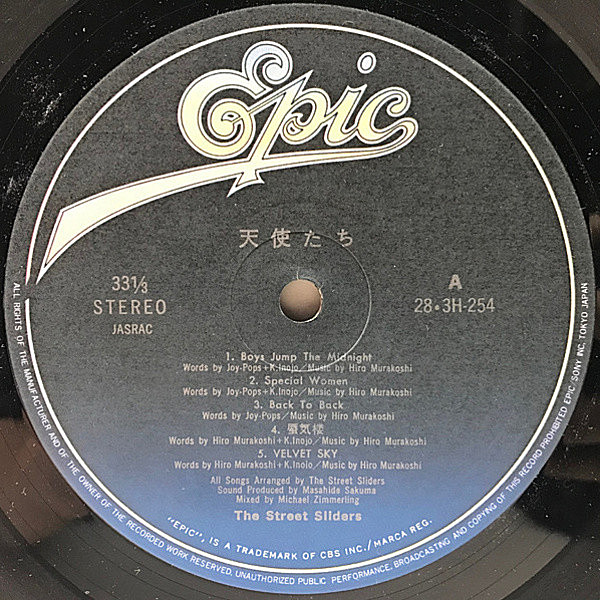 Epic
天使たち
33⅓
STEREO
JASRAC
A
28・3H-254
1. Boys Jump The Midnight
Words by Joy-Pops+K.Inojo/Music by Hiro Murakoshi
2. Special Women
Words by Joy-Pops+K.Inojo/Music by Hiro Murakoshi
3. Back To Back
Words by Joy-Pops/Music by Hiro Murakoshi
4. 蜃気楼
Words by Hiro Murakoshi+K.Inojo/Music by Hiro Murakoshi
5. VELVET SKY
Words by Hiro Murakoshi+K.Inojo/Music by Hiro Murakoshi
All Songs Arranged by The Street Sliders
Sound Produced by Masahide Sakuma
Mixed by Michael Zimmerling
The Street Sliders
"EPIC", IS A TRADEMARK OF CBS INC./MARCA REG.
ALL RIGHTS OF THE MANUFACTURER AND OF THE OWNER OF THE RECORDED WORK RESERVED, UNAUTHORIZED PUBLIC PERFORMANCE, BROADCASTING AND COPYING OF THIS RECORD PROHIBITED EPIC/SONY INC. TOKYO JAPAN